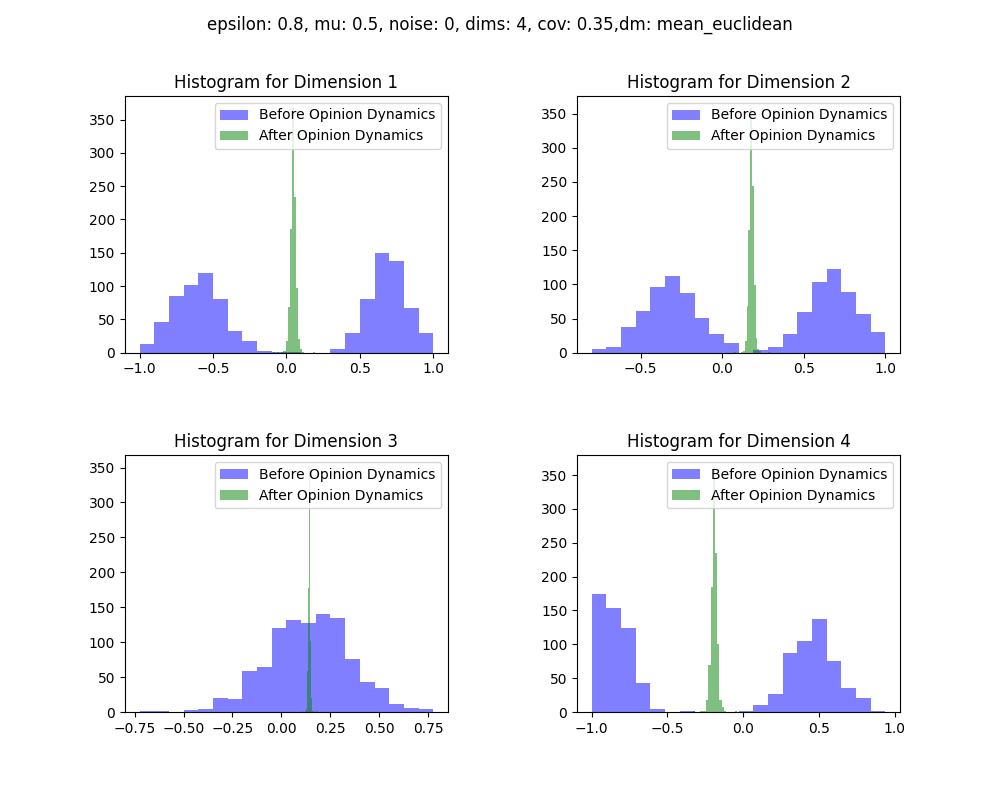 epsilon: 0.8, mu: 0.5, noise: 0, dims: 4, cov: 0.35,dm: mean_euclidean
Histogram for Dimension 1
Before Opinion Dynamics
After Opinion Dynamics
350
300
250
200
150
100
50
0
−1.0 −0.5 0.0 0.5 1.0
Histogram for Dimension 2
Before Opinion Dynamics
After Opinion Dynamics
350
300
250
200
150
100
50
0
−0.5 0.0 0.5 1.0
Histogram for Dimension 3
Before Opinion Dynamics
After Opinion Dynamics
350
300
250
200
150
100
50
0
−0.75 −0.50 −0.25 0.00 0.25 0.50 0.75
Histogram for Dimension 4
Before Opinion Dynamics
After Opinion Dynamics
350
300
250
200
150
100
50
0
−1.0 −0.5 0.0 0.5 1.0